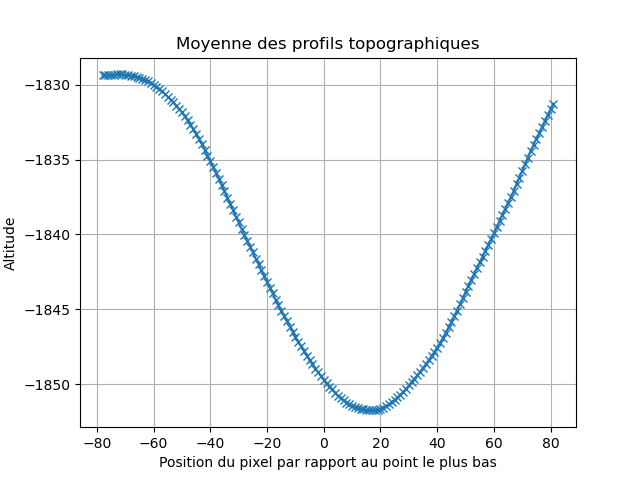 Moyenne des profils topographiques
Altitude
−1830
−1835
−1840
−1845
−1850
−80 −60 −40 −20 0 20 40 60 80
Position du pixel par rapport au point le plus bas